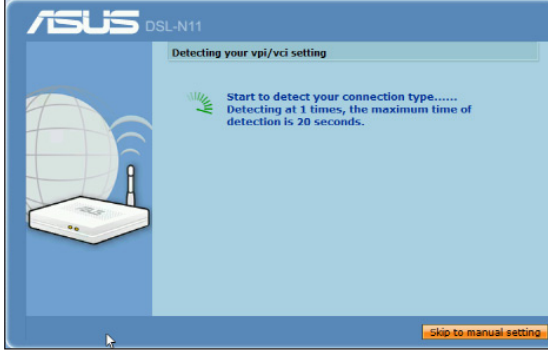 ASUS DSL-N11
Detecting your vpi/vci setting
Start to detect your connection type......
Detecting at 1 times, the maximum time of
detection is 20 seconds.
ASUS
Skip to manual setting